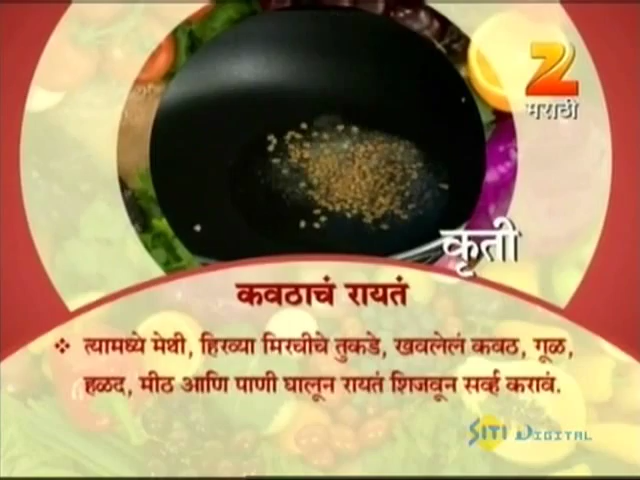 मराठी
कृती
कवठाचं रायतं
❖ त्यामध्ये मेथी, हिरव्या मिरचीचे तुकडे, खवलेलं कवठ, गूळ,
हळद, मीठ आणि पाणी घालून रायतं शिजवून सर्व्ह करावं.
SITI DIGITAL